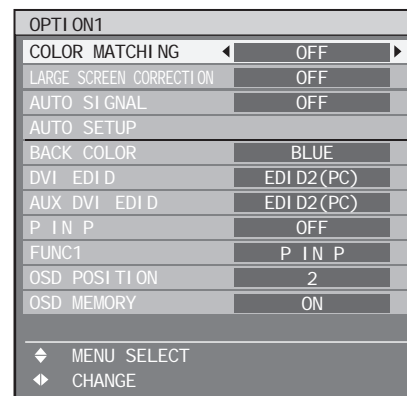 OPTION1
COLOR MATCHING OFF
LARGE SCREEN CORRECTION OFF
AUTO SIGNAL OFF
AUTO SETUP
BACK COLOR BLUE
DVI EDID EDID2(PC)
AUX DVI EDID EDID2(PC)
P IN P OFF
FUNC1 P IN P
OSD POSITION 2
OSD MEMORY ON
MENU SELECT
CHANGE